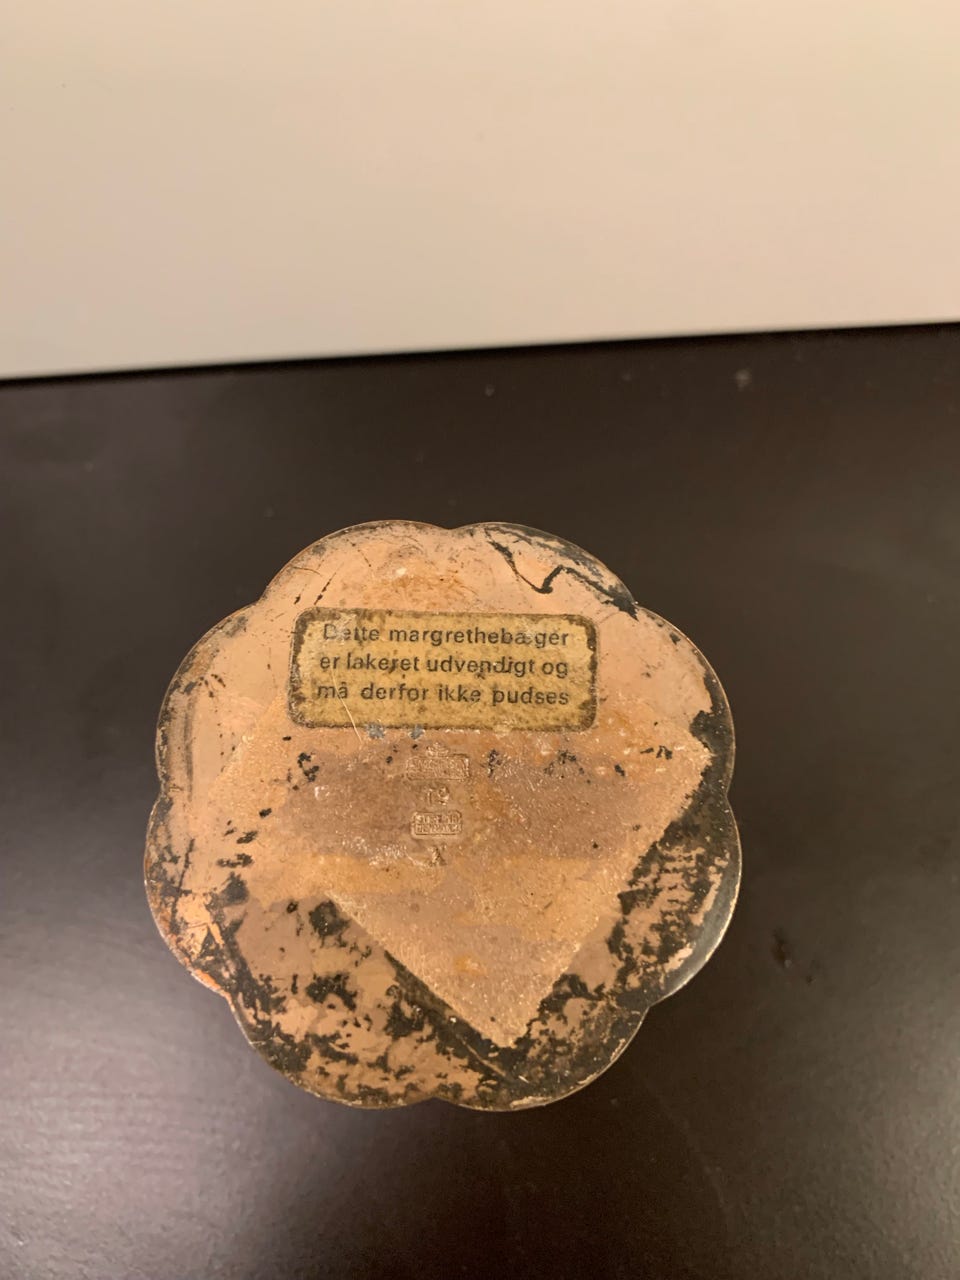 Dette margrethebæger
er lakeret udvendigt og
må derfor ikke pudses
X